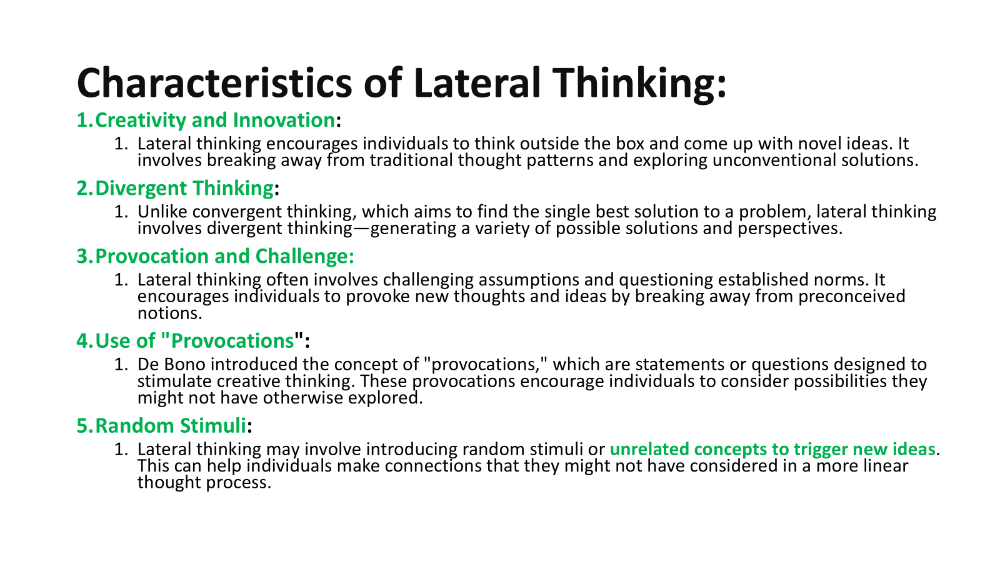 Characteristics of Lateral Thinking:
1.Creativity and Innovation:
1. Lateral thinking encourages individuals to think outside the box and come up with novel ideas. It
involves breaking away from traditional thought patterns and exploring unconventional solutions.
2.Divergent Thinking:
1. Unlike convergent thinking, which aims to find the single best solution to a problem, lateral thinking
involves divergent thinking—generating a variety of possible solutions and perspectives.
3.Provocation and Challenge:
1. Lateral thinking often involves challenging assumptions and questioning established norms. It
encourages individuals to provoke new thoughts and ideas by breaking away from preconceived
notions.
4.Use of "Provocations":
1. De Bono introduced the concept of "provocations," which are statements or questions designed to
stimulate creative thinking. These provocations encourage individuals to consider possibilities they
might not have otherwise explored.
5.Random Stimuli:
1. Lateral thinking may involve introducing random stimuli or unrelated concepts to trigger new ideas.
This can help individuals make connections that they might not have considered in a more linear
thought process.